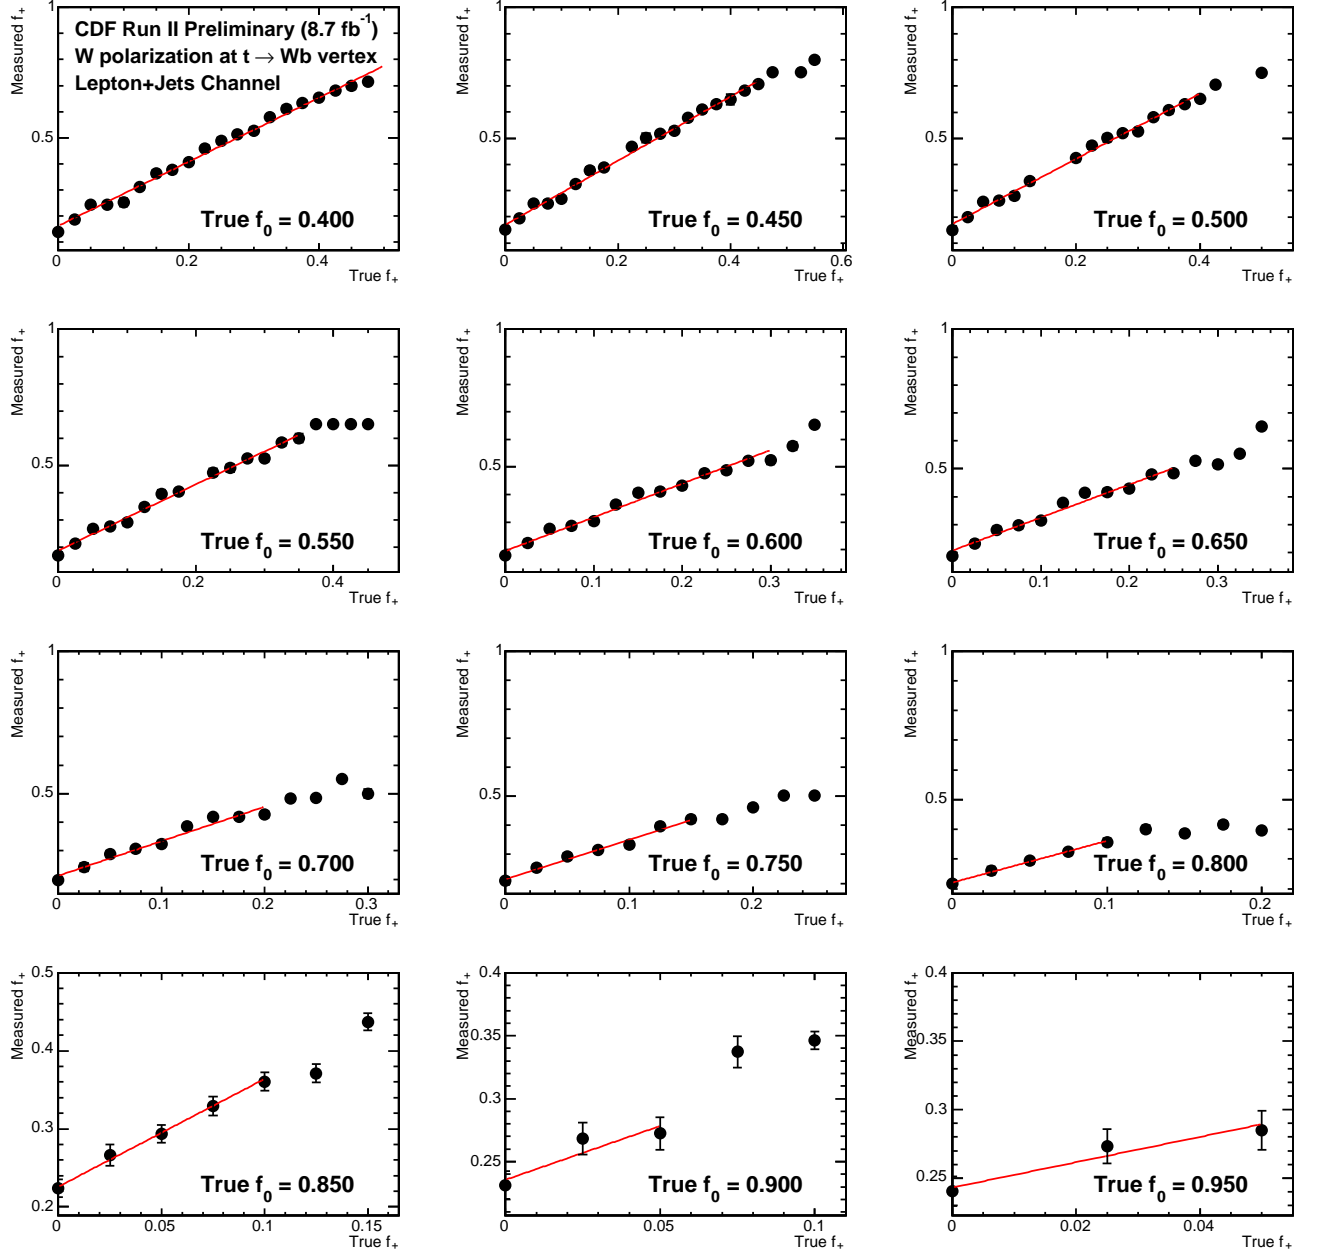 CDF Run II Preliminary (8.7 fb⁻¹)
W polarization at t → Wb vertex
Lepton+Jets Channel
Measured f₊
1
0.5
True f₀ = 0.400
0
0.2
0.4
True f₊
Measured f₊
1
0.5
True f₀ = 0.450
0
0.2
0.4
0.6
True f₊
Measured f₊
1
0.5
True f₀ = 0.500
0
0.2
0.4
True f₊
Measured f₊
1
0.5
True f₀ = 0.550
0
0.2
0.4
True f₊
Measured f₊
1
0.5
True f₀ = 0.600
0
0.1
0.2
0.3
True f₊
Measured f₊
1
0.5
True f₀ = 0.650
0
0.1
0.2
0.3
True f₊
Measured f₊
1
0.5
True f₀ = 0.700
0
0.1
0.2
0.3
True f₊
Measured f₊
1
0.5
True f₀ = 0.750
0
0.1
0.2
True f₊
Measured f₊
1
0.5
True f₀ = 0.800
0
0.1
0.2
True f₊
Measured f₊
0.5
0.4
0.3
0.2
True f₀ = 0.850
0
0.05
0.1
0.15
True f₊
Measured f₊
0.4
0.35
0.3
0.25
True f₀ = 0.900
0
0.05
0.1
True f₊
Measured f₊
0.4
0.35
0.3
0.25
True f₀ = 0.950
0
0.02
0.04
True f₊